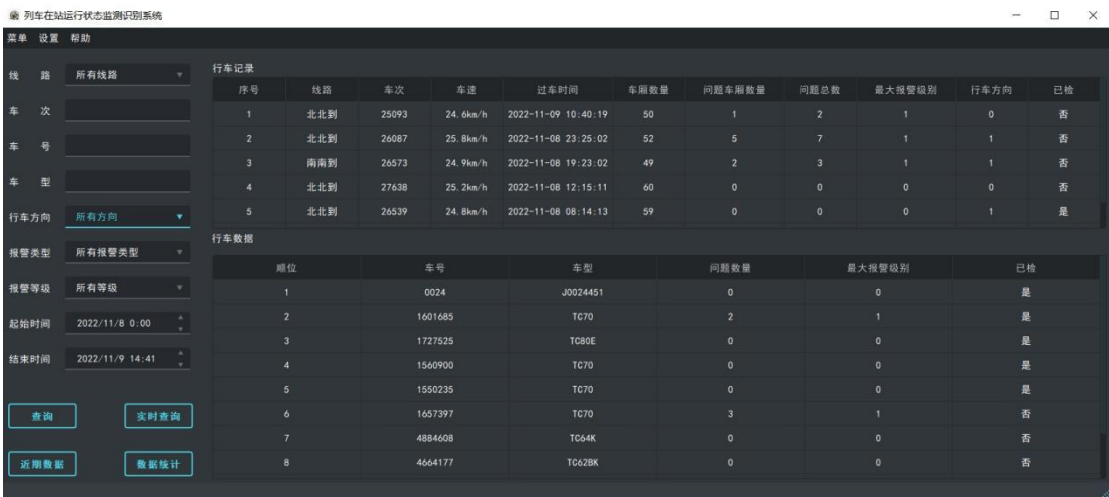 列车在站运行状态监测识别系统
菜单 设置 帮助
线 路 所有线路
车 次
车 号
车 型
行车方向 所有方向
报警类型 所有报警类型
报警等级 所有等级
起始时间 2022/11/8 0:00
结束时间 2022/11/9 14:41
查询 实时查询
近期数据 数据统计
行车记录
序号 线路 车次 车速 过车时间 车厢数量 问题车厢数量 问题总数 最大报警级别 行车方向 已检
1 北北到 25093 24.6km/h 2022-11-09 10:40:19 50 1 2 1 0 否
2 北北到 26087 25.8km/h 2022-11-08 23:25:02 52 5 7 1 1 否
3 南南到 26573 24.9km/h 2022-11-08 19:23:02 49 2 3 1 1 否
4 北北到 27638 25.2km/h 2022-11-08 12:15:11 60 0 0 0 0 否
5 北北到 26539 24.8km/h 2022-11-08 08:14:13 59 0 0 0 1 是
行车数据
顺位 车号 车型 问题数量 最大报警级别 已检
1 0024 J0024451 0 0 是
2 1601685 TC70 2 1 是
3 1727525 TC80E 0 0 是
4 1560900 TC70 0 0 是
5 1550235 TC70 0 0 是
6 1657397 TC70 3 1 否
7 4884608 TC64K 0 0 否
8 4664177 TC62BK 0 0 否